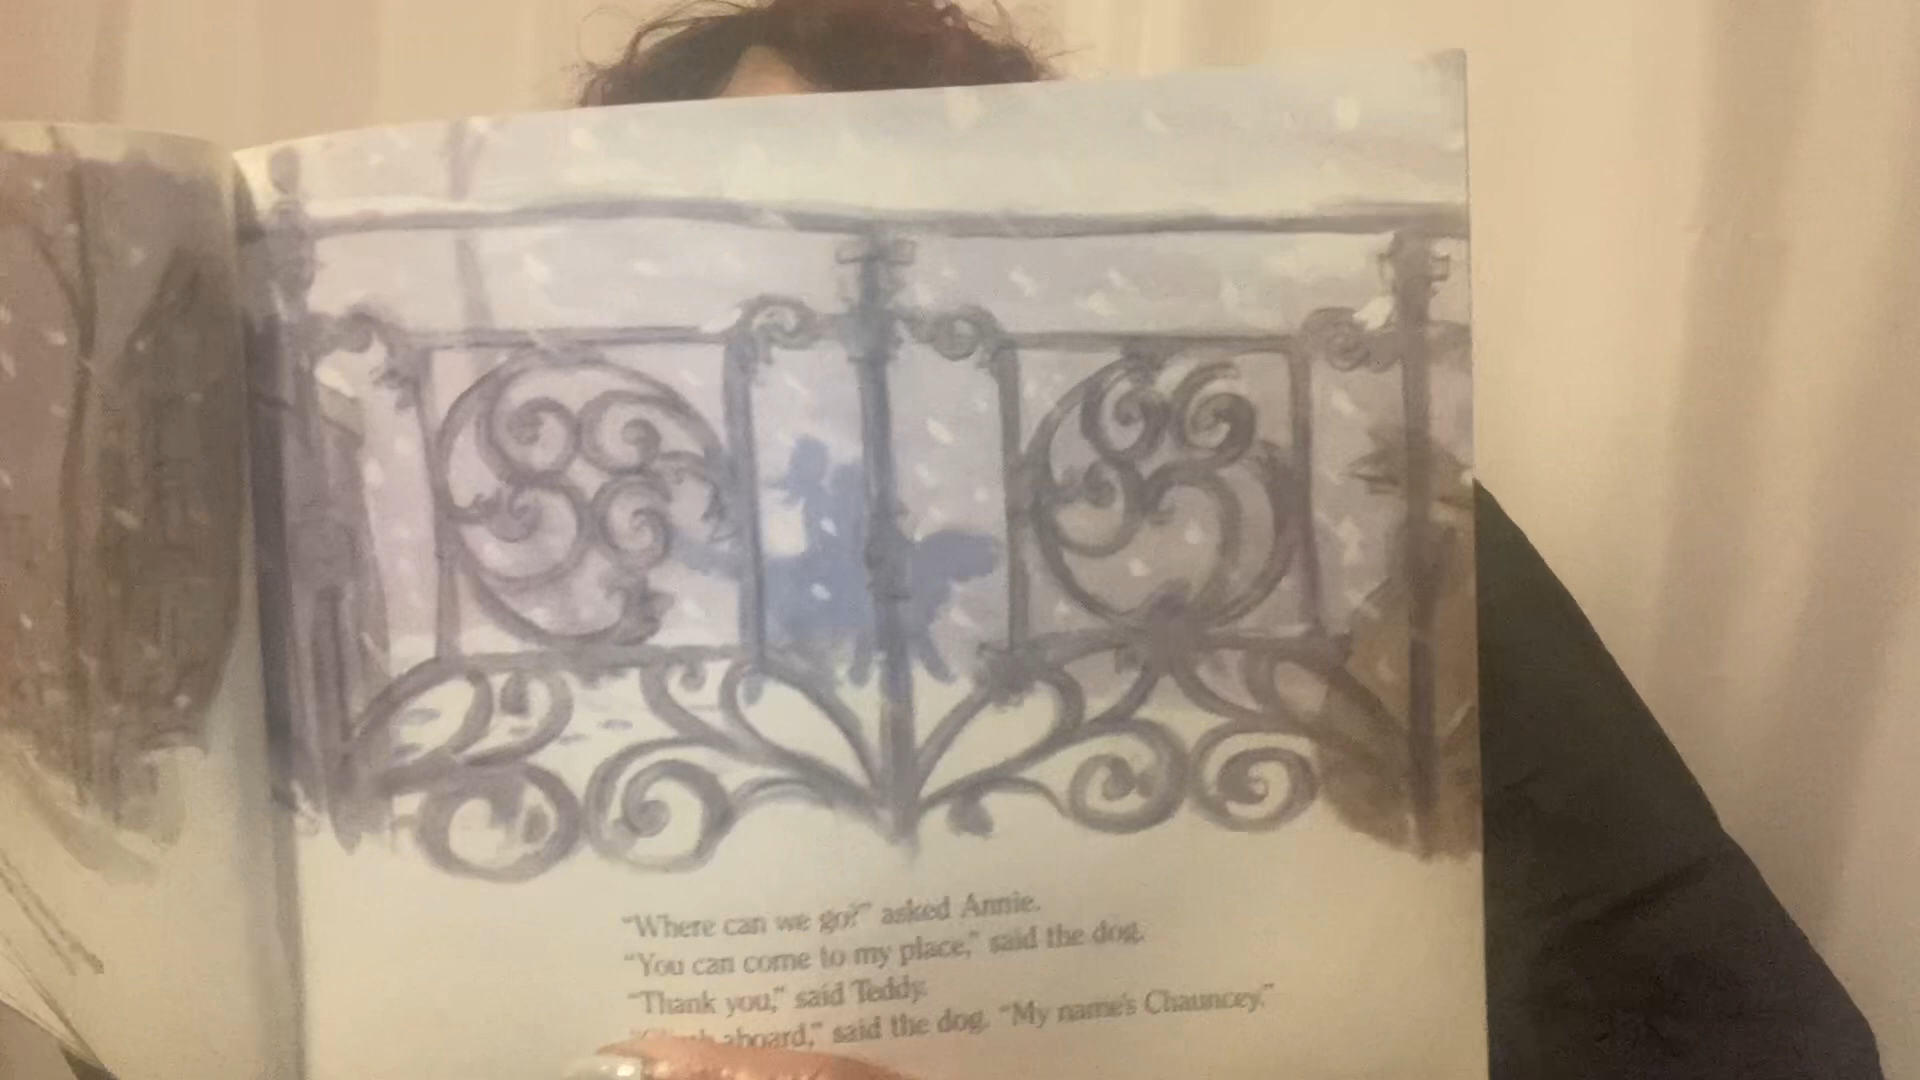 “Where can we go?” asked Annie.
“You can come to my place,” said the dog.
“Thank you,” said Teddy.
aboard,” said the dog. “My name's Chauncey.”